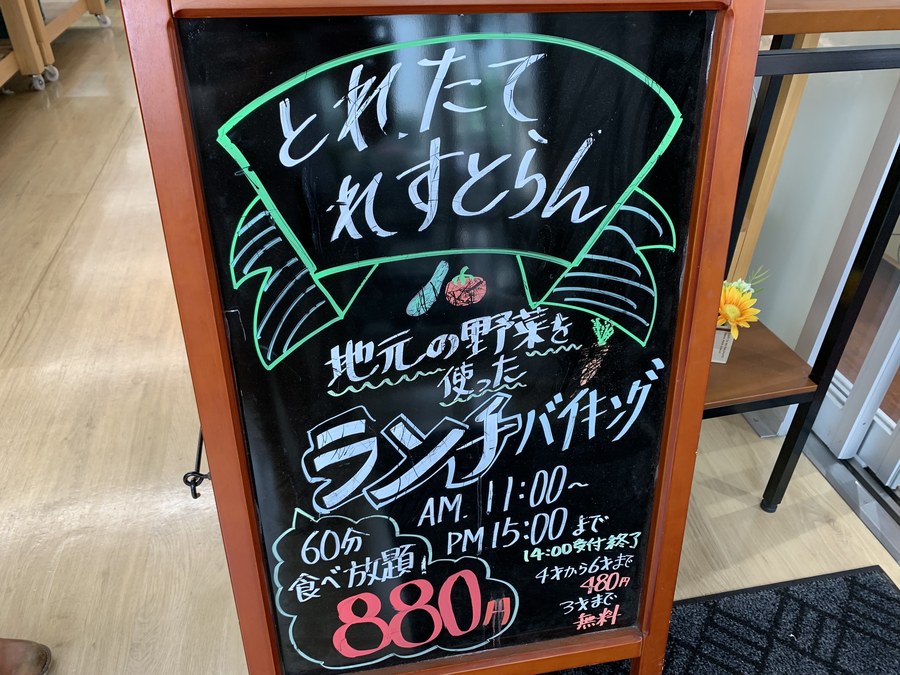 とれたて
れすとらん
地元の野菜を
使った
ランチバイキング
AM. 11:00~
PM 15:00まで
14:00受付終了
60分
食べ放題!
880円
4才から6才まで
480円
3才まで
無料